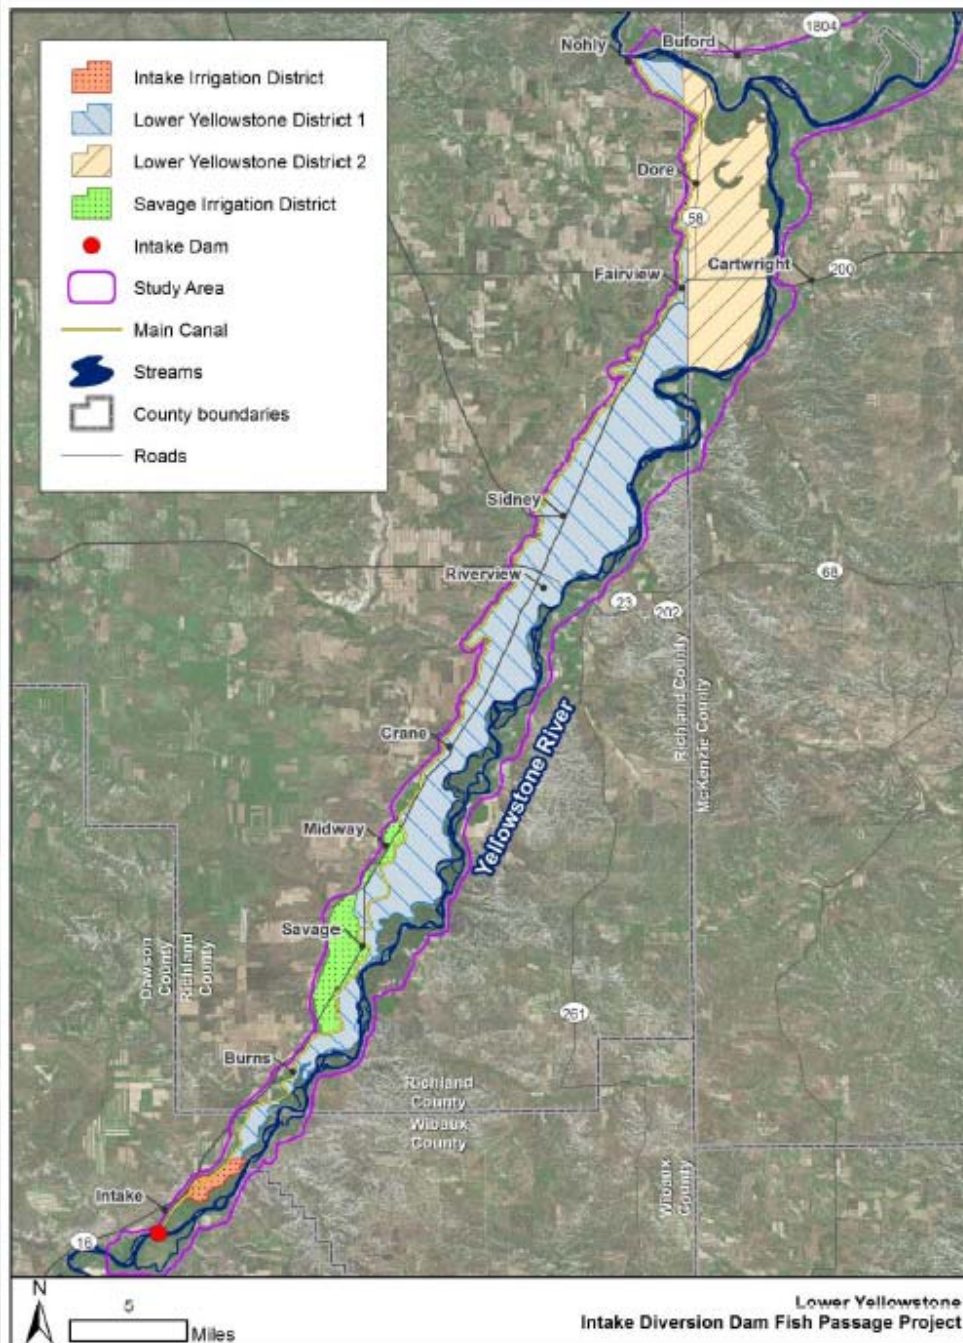 Intake Irrigation District
Lower Yellowstone District 1
Lower Yellowstone District 2
Savage Irrigation District
Intake Dam
Study Area
Main Canal
Streams
County boundaries
Roads
1804
Nohly
Buford
Dore
58
Cartwright
200
Fairview
Sidney
Riverview
68
23
202
Richland County
McKenzie County
Yellowstone River
Crane
Midway
Savage
Dawson
County
Richland
County
261
Burns
Richland
County
Wibaux
County
Wibaux
County
Intake
16
N
5
Miles
Lower Yellowstone
Intake Diversion Dam Fish Passage Project